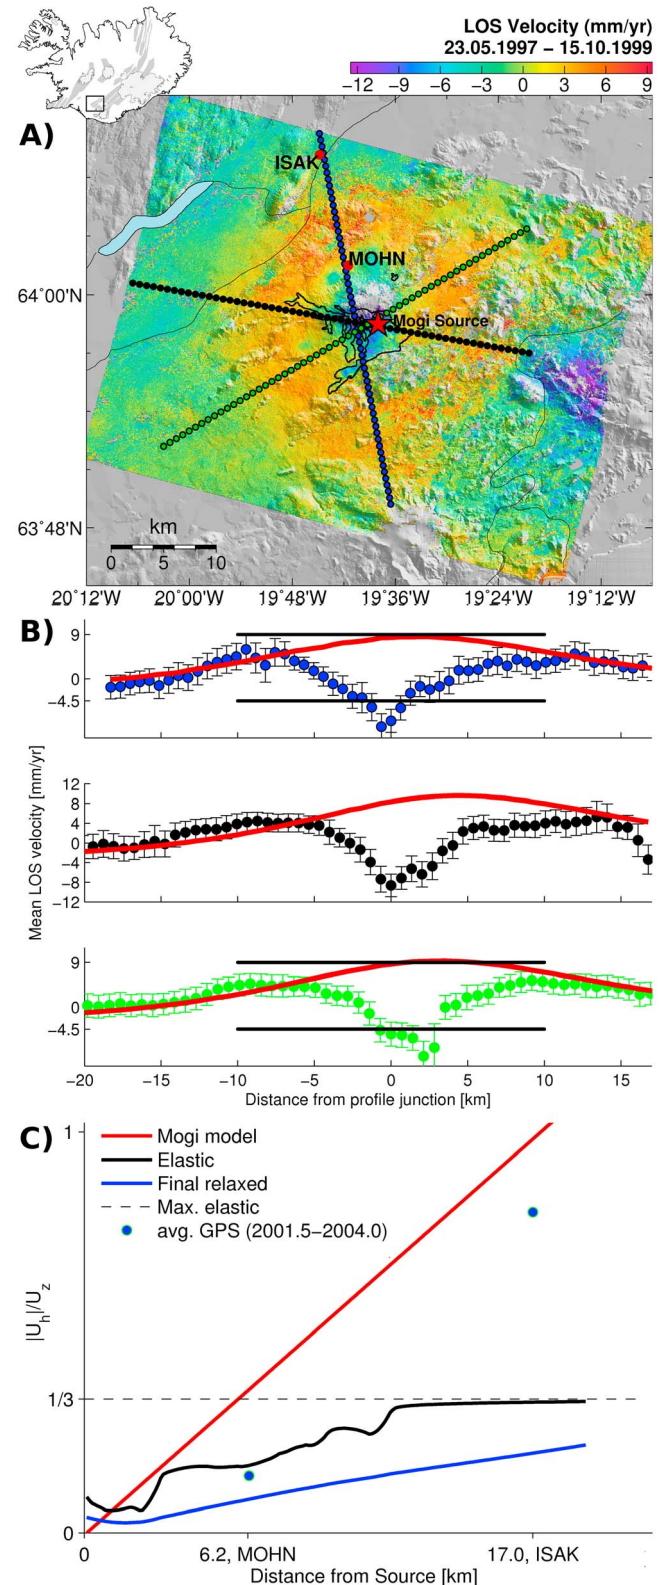 LOS Velocity (mm/yr)
23.05.1997 – 15.10.1999
−12 −9 −6 −3 0 3 6 9
A)
ISAK
MOHN
64°00'N
Mogi Source
63°48'N
km
0 5 10
20°12'W 20°00'W 19°48'W 19°36'W 19°24'W 19°12'W
B)
9
0
−4.5
Mean LOS velocity [mm/yr]
12
8
4
0
−4
−8
−12
9
0
−4.5
−20 −15 −10 −5 0 5 10 15
Distance from profile junction [km]
C)
1
Mogi model
Elastic
Final relaxed
Max. elastic
avg. GPS (2001.5−2004.0)
|U_h|/U_z
1/3
0
0 6.2, MOHN 17.0, ISAK
Distance from Source [km]